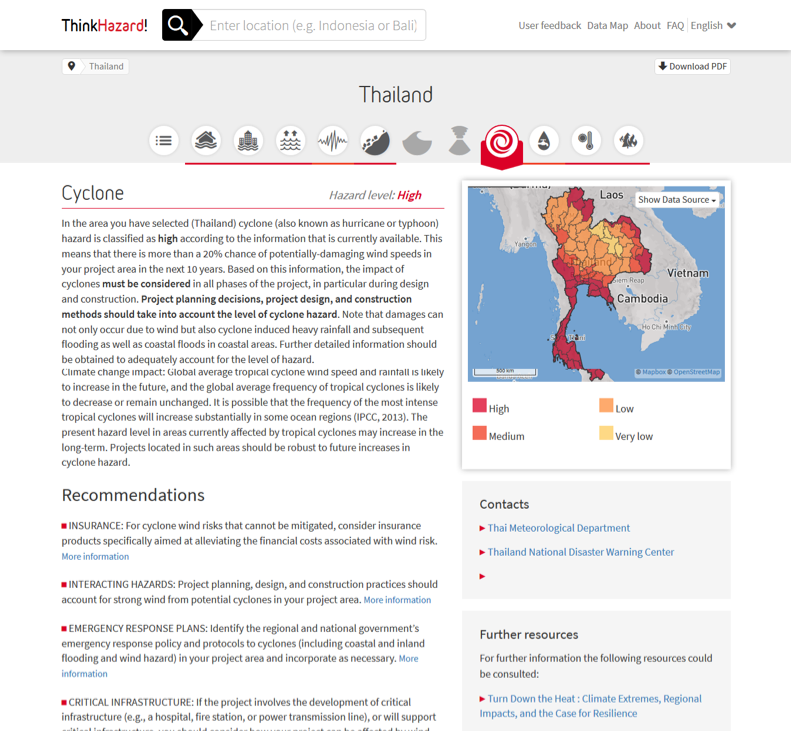 ThinkHazard!
Enter location (e.g. Indonesia or Bali)
User feedback Data Map About FAQ English
Thailand
Download PDF
Thailand
Cyclone
Hazard level: High
In the area you have selected (Thailand) cyclone (also known as hurricane or typhoon)
hazard is classified as high according to the information that is currently available. This
means that there is more than a 20% chance of potentially-damaging wind speeds in
your project area in the next 10 years. Based on this information, the impact of
cyclones must be considered in all phases of the project, in particular during design
and construction. Project planning decisions, project design, and construction
methods should take into account the level of cyclone hazard. Note that damages can
not only occur due to wind but also cyclone induced heavy rainfall and subsequent
flooding as well as coastal floods in coastal areas. Further detailed information should
be obtained to adequately account for the level of hazard.
Climate change impact: Global average tropical cyclone wind speed and rainfall is likely
to increase in the future, and the global average frequency of tropical cyclones is likely
to decrease or remain unchanged. It is possible that the frequency of the most intense
tropical cyclones will increase substantially in some ocean regions (IPCC, 2013). The
present hazard level in areas currently affected by tropical cyclones may increase in the
long-term. Projects located in such areas should be robust to future increases in
cyclone hazard.
Recommendations
INSURANCE: For cyclone wind risks that cannot be mitigated, consider insurance
products specifically aimed at alleviating the financial costs associated with wind risk.
More information
INTERACTING HAZARDS: Project planning, design, and construction practices should
account for strong wind from potential cyclones in your project area. More information
EMERGENCY RESPONSE PLANS: Identify the regional and national government's
emergency response policy and protocols to cyclones (including coastal and inland
flooding and wind hazard) in your project area and incorporate as necessary. More
information
CRITICAL INFRASTRUCTURE: If the project involves the development of critical
infrastructure (e.g., a hospital, fire station, or power transmission line), or will support
critical infrastructure, you should consider how your project can be affected by wind
Laos
Show Data Source
Yangon
Thailand
Siem Reap
Vietnam
Cambodia
Ho Chi Minh City
500 km
© Mapbox © OpenStreetMap
High
Low
Medium
Very low
Contacts
Thai Meteorological Department
Thailand National Disaster Warning Center
Further resources
For further information the following resources could
be consulted:
Turn Down the Heat : Climate Extremes, Regional
Impacts, and the Case for Resilience